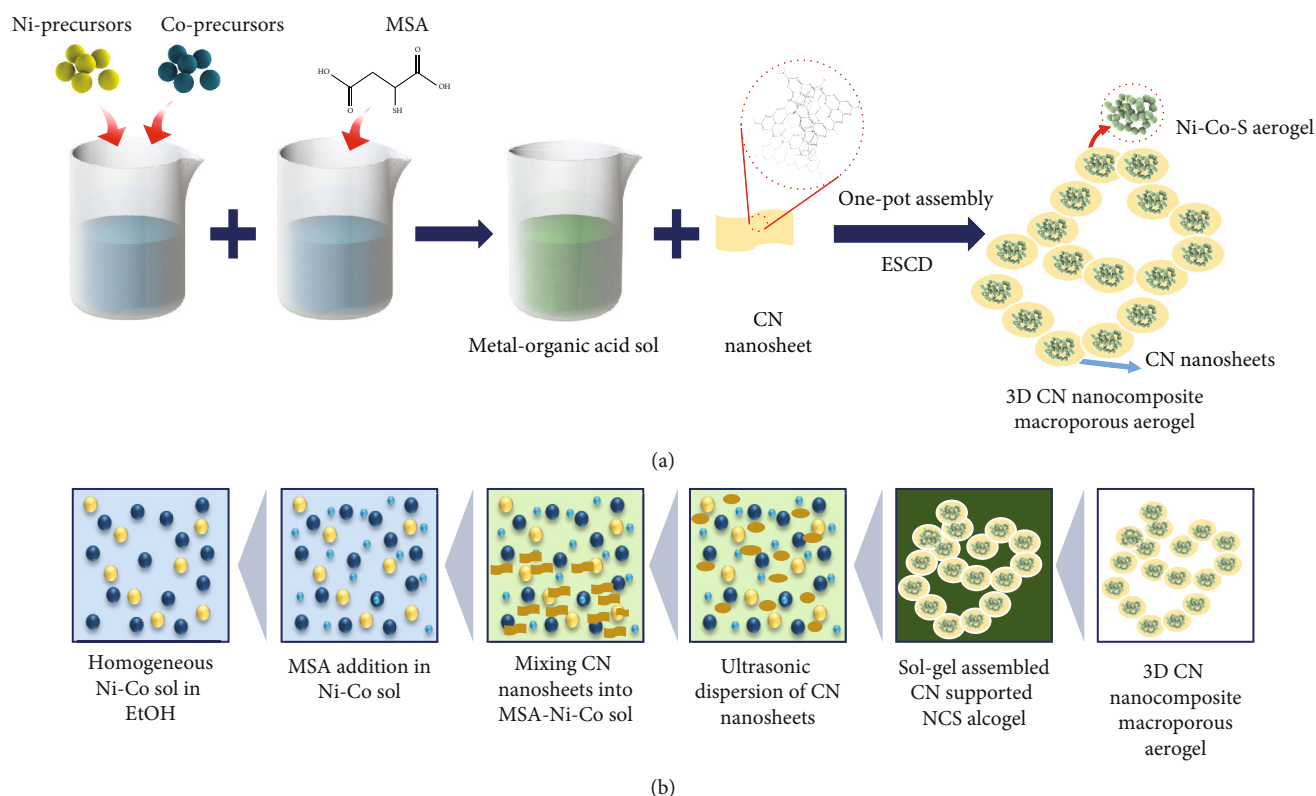 Ni-precursors
Co-precursors
MSA
O
HO
OH
O
SH
Ni-Co-S aerogel
One-pot assembly
ESCD
Metal-organic acid sol
CN
nanosheet
CN nanosheets
3D CN nanocomposite
macroporous aerogel
(a)
Homogeneous
Ni-Co sol in
EtOH
MSA addition in
Ni-Co sol
Mixing CN
nanosheets into
MSA-Ni-Co sol
Ultrasonic
dispersion of CN
nanosheets
Sol-gel assembled
CN supported
NCS alcogel
3D CN
nanocomposite
macroporous
aerogel
(b)